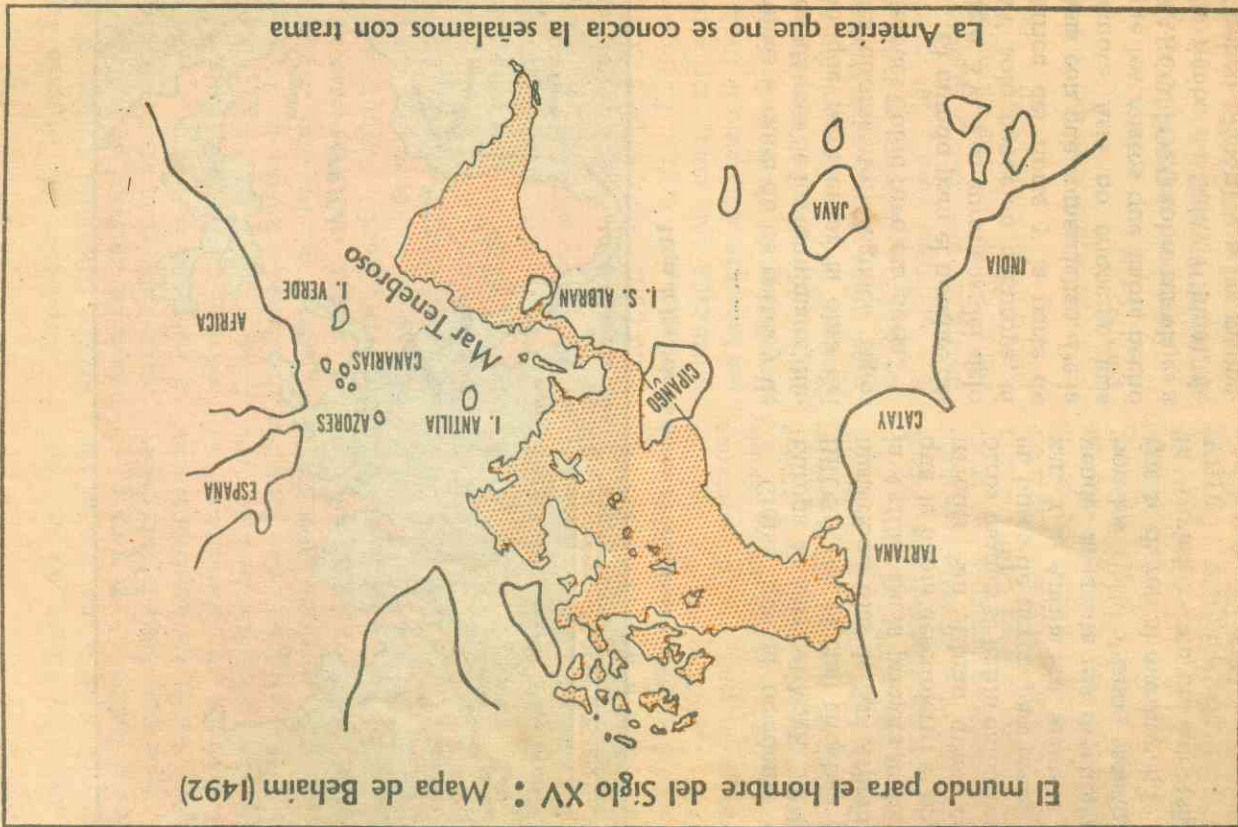 El mundo para el hombre del Siglo XV : Mapa de Behaim (1492)
TARTANA
ESPAÑA
CATAY
CIPANGO
I. ANTILIA
AZORES
CANARIAS
AFRICA
INDIA
I. S. ALBRAN
Mar Tenebroso
I. VERDE
JAVA
La América que no se conocía la señalamos con trama